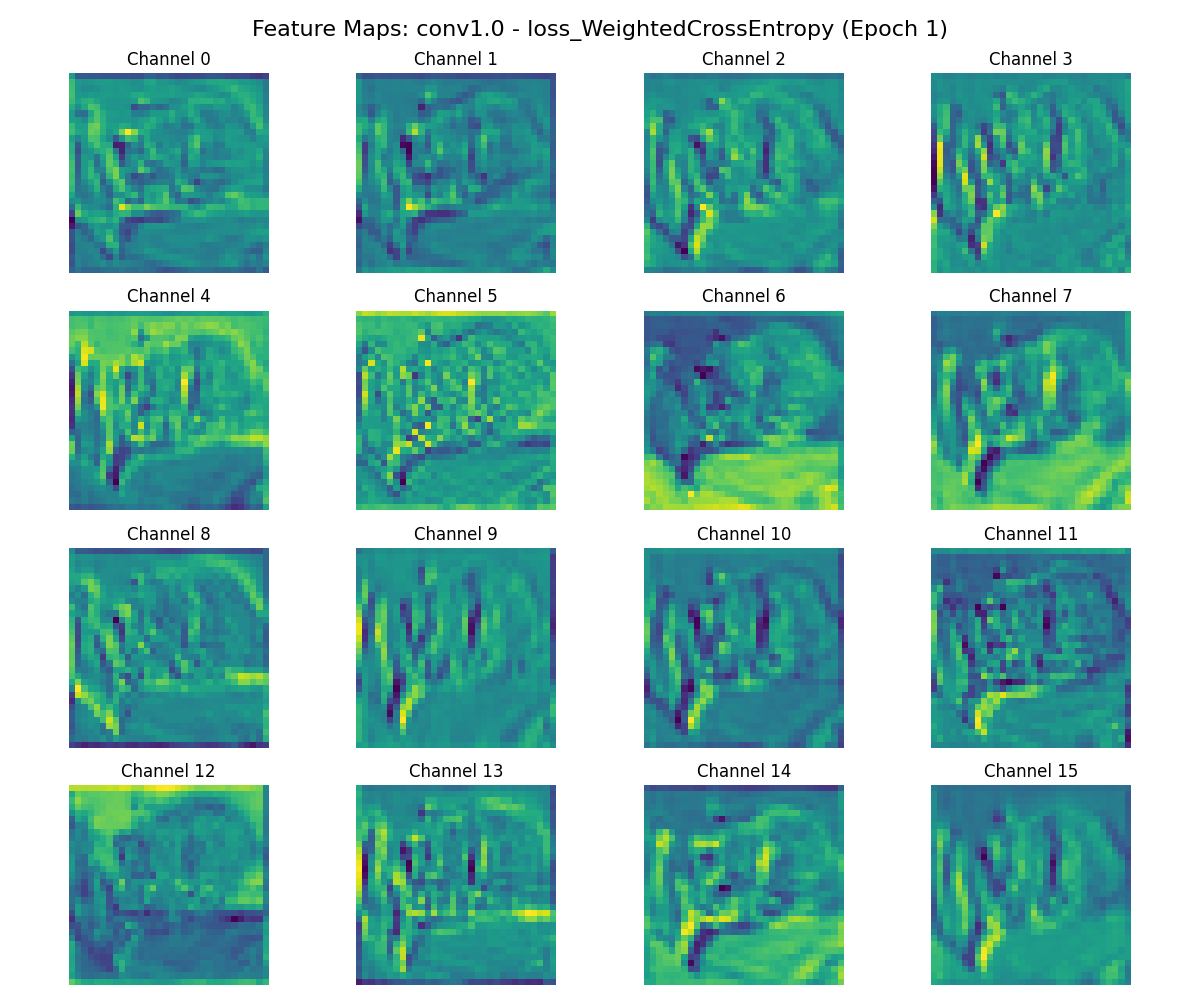 Feature Maps: conv1.0 - loss_WeightedCrossEntropy (Epoch 1)
Channel 0 Channel 1 Channel 2 Channel 3
Channel 4 Channel 5 Channel 6 Channel 7
Channel 8 Channel 9 Channel 10 Channel 11
Channel 12 Channel 13 Channel 14 Channel 15